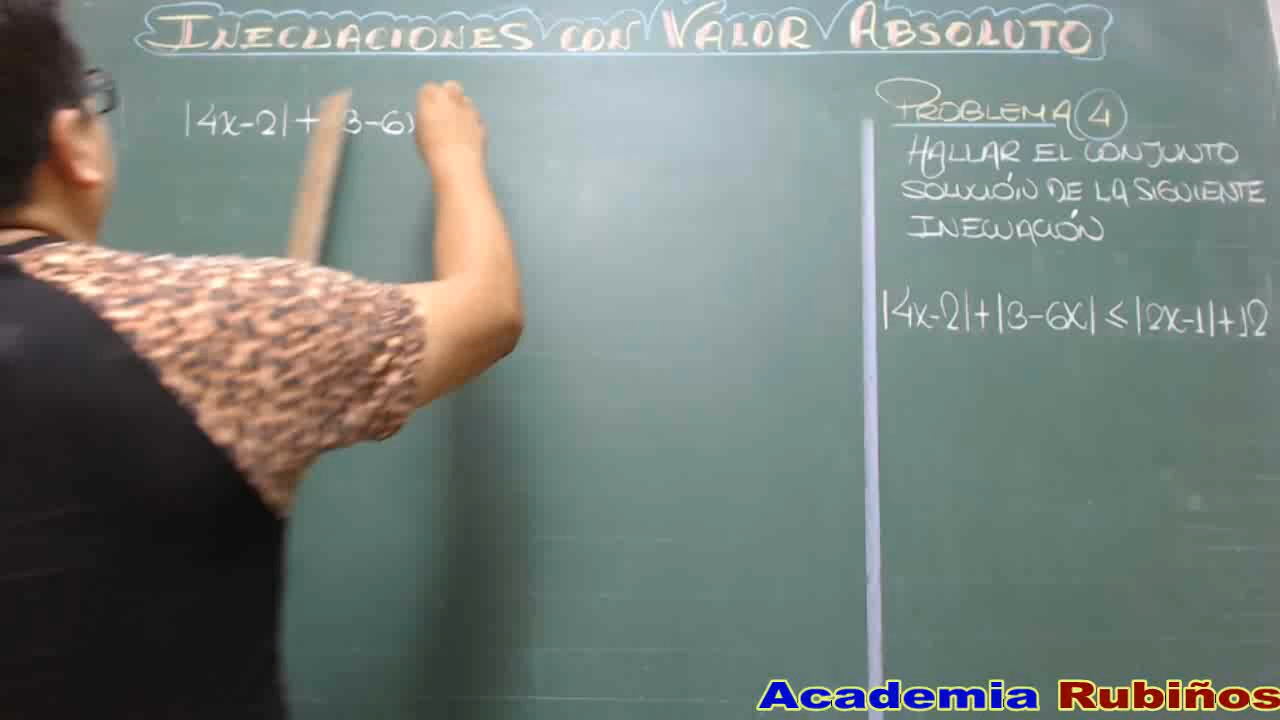 INECUACIONES CON VALOR ABSOLUTO
|4x-2|+|3-6x
PROBLEMA 4
HALLAR EL CONJUNTO
SOLUCIÓN DE LA SIGUIENTE
INECUACIÓN
|4x-2|+|3-6x|≤|2x-1|+12
Academia Rubiños